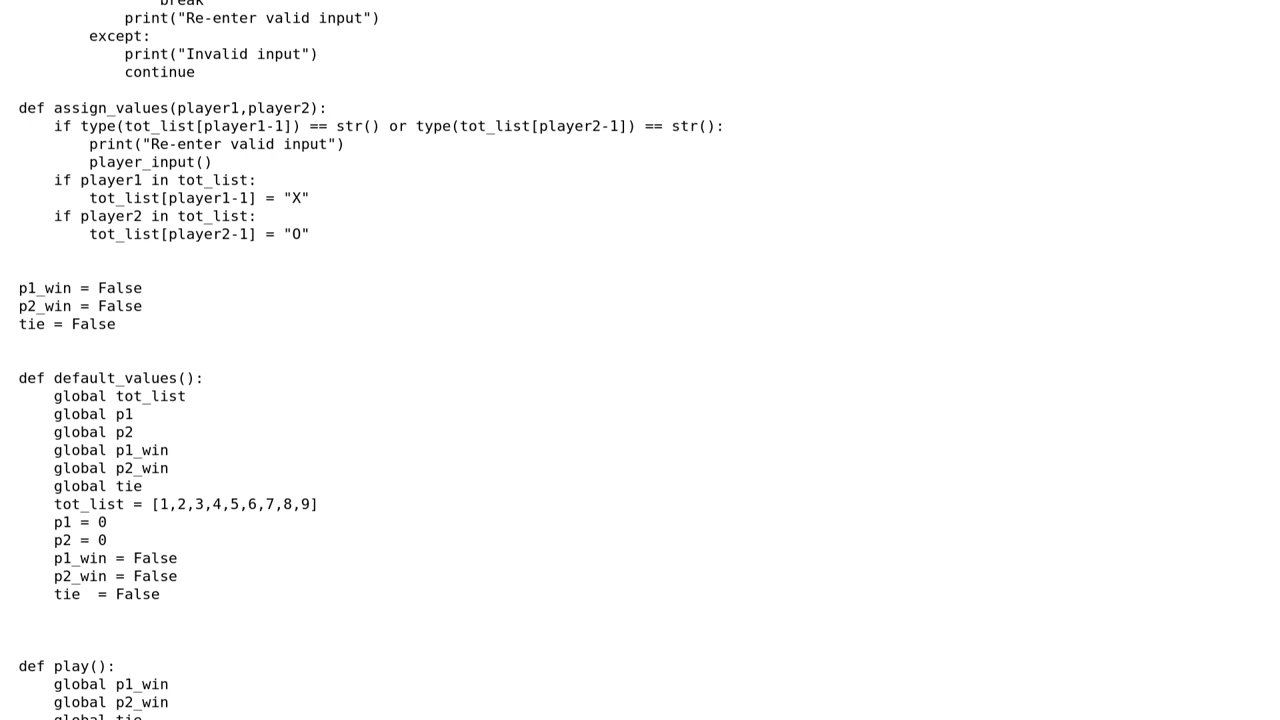 break
            print("Re-enter valid input")
        except:
            print("Invalid input")
            continue

def assign_values(player1,player2):
    if type(tot_list[player1-1]) == str() or type(tot_list[player2-1]) == str():
        print("Re-enter valid input")
        player_input()
    if player1 in tot_list:
        tot_list[player1-1] = "X"
    if player2 in tot_list:
        tot_list[player2-1] = "O"


p1_win = False
p2_win = False
tie = False


def default_values():
    global tot_list
    global p1
    global p2
    global p1_win
    global p2_win
    global tie
    tot_list = [1,2,3,4,5,6,7,8,9]
    p1 = 0
    p2 = 0
    p1_win = False
    p2_win = False
    tie  = False



def play():
    global p1_win
    global p2_win
    global tie